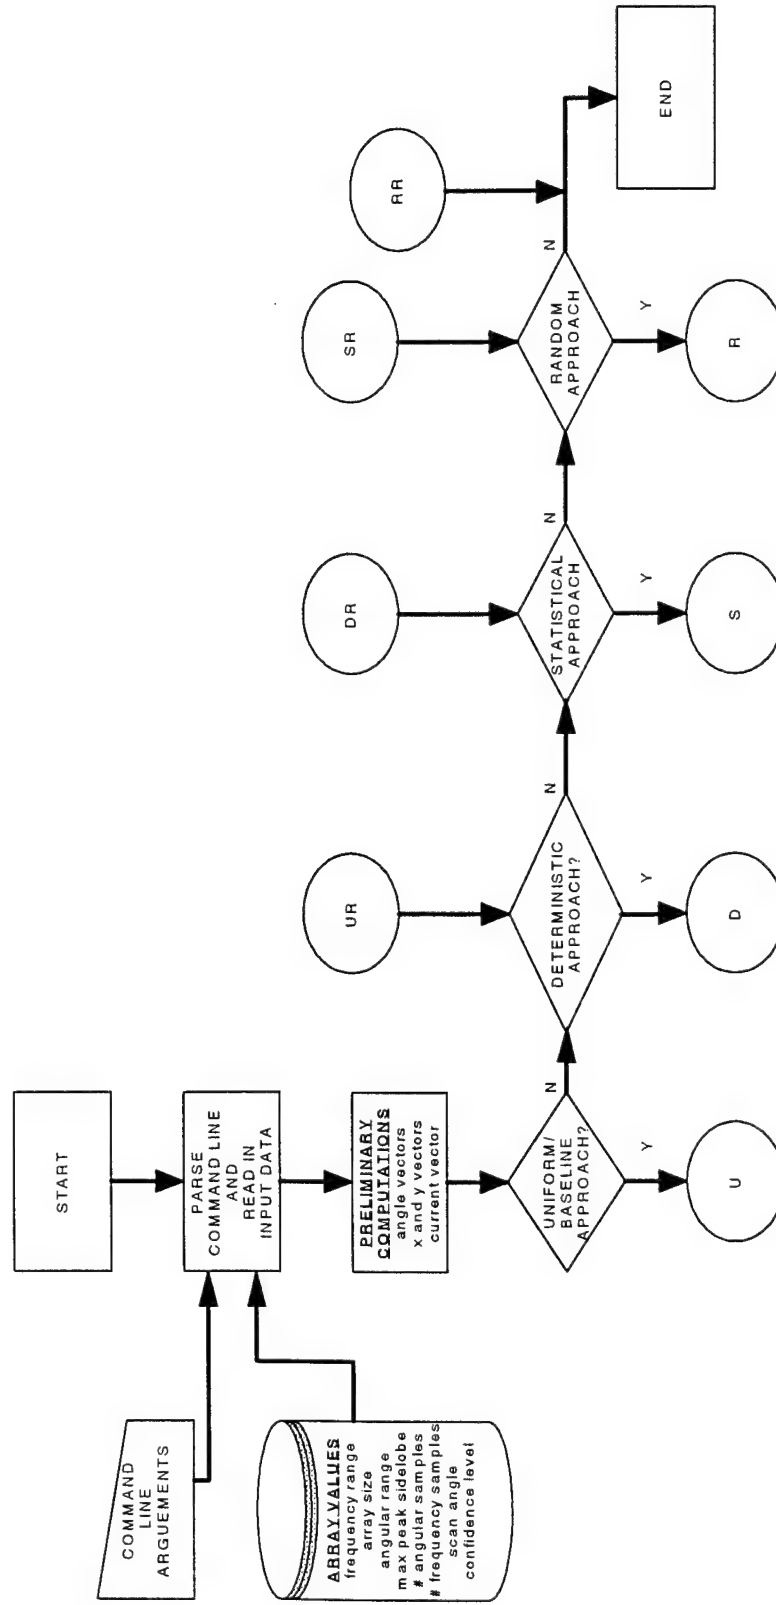 START
COMMAND
LINE
ARGUEMENTS
PARSE
COMMAND LINE
AND
READ IN
INPUT DATA
ARRAY VALUES
frequency range
array size
angular range
max peak sidelobe
# angular samples
# frequency samples
scan angle
confidence level
PRELIMINARY
COMPUTATIONS
angle vectors
x and y vectors
current vector
UNIFORM/
BASELINE
APPROACH?
N
Y
U
UR
DETERMINISTIC
APPROACH?
N
Y
D
DR
STATISTICAL
APPROACH
N
Y
S
SR
RANDOM
APPROACH
N
Y
R
RR
END